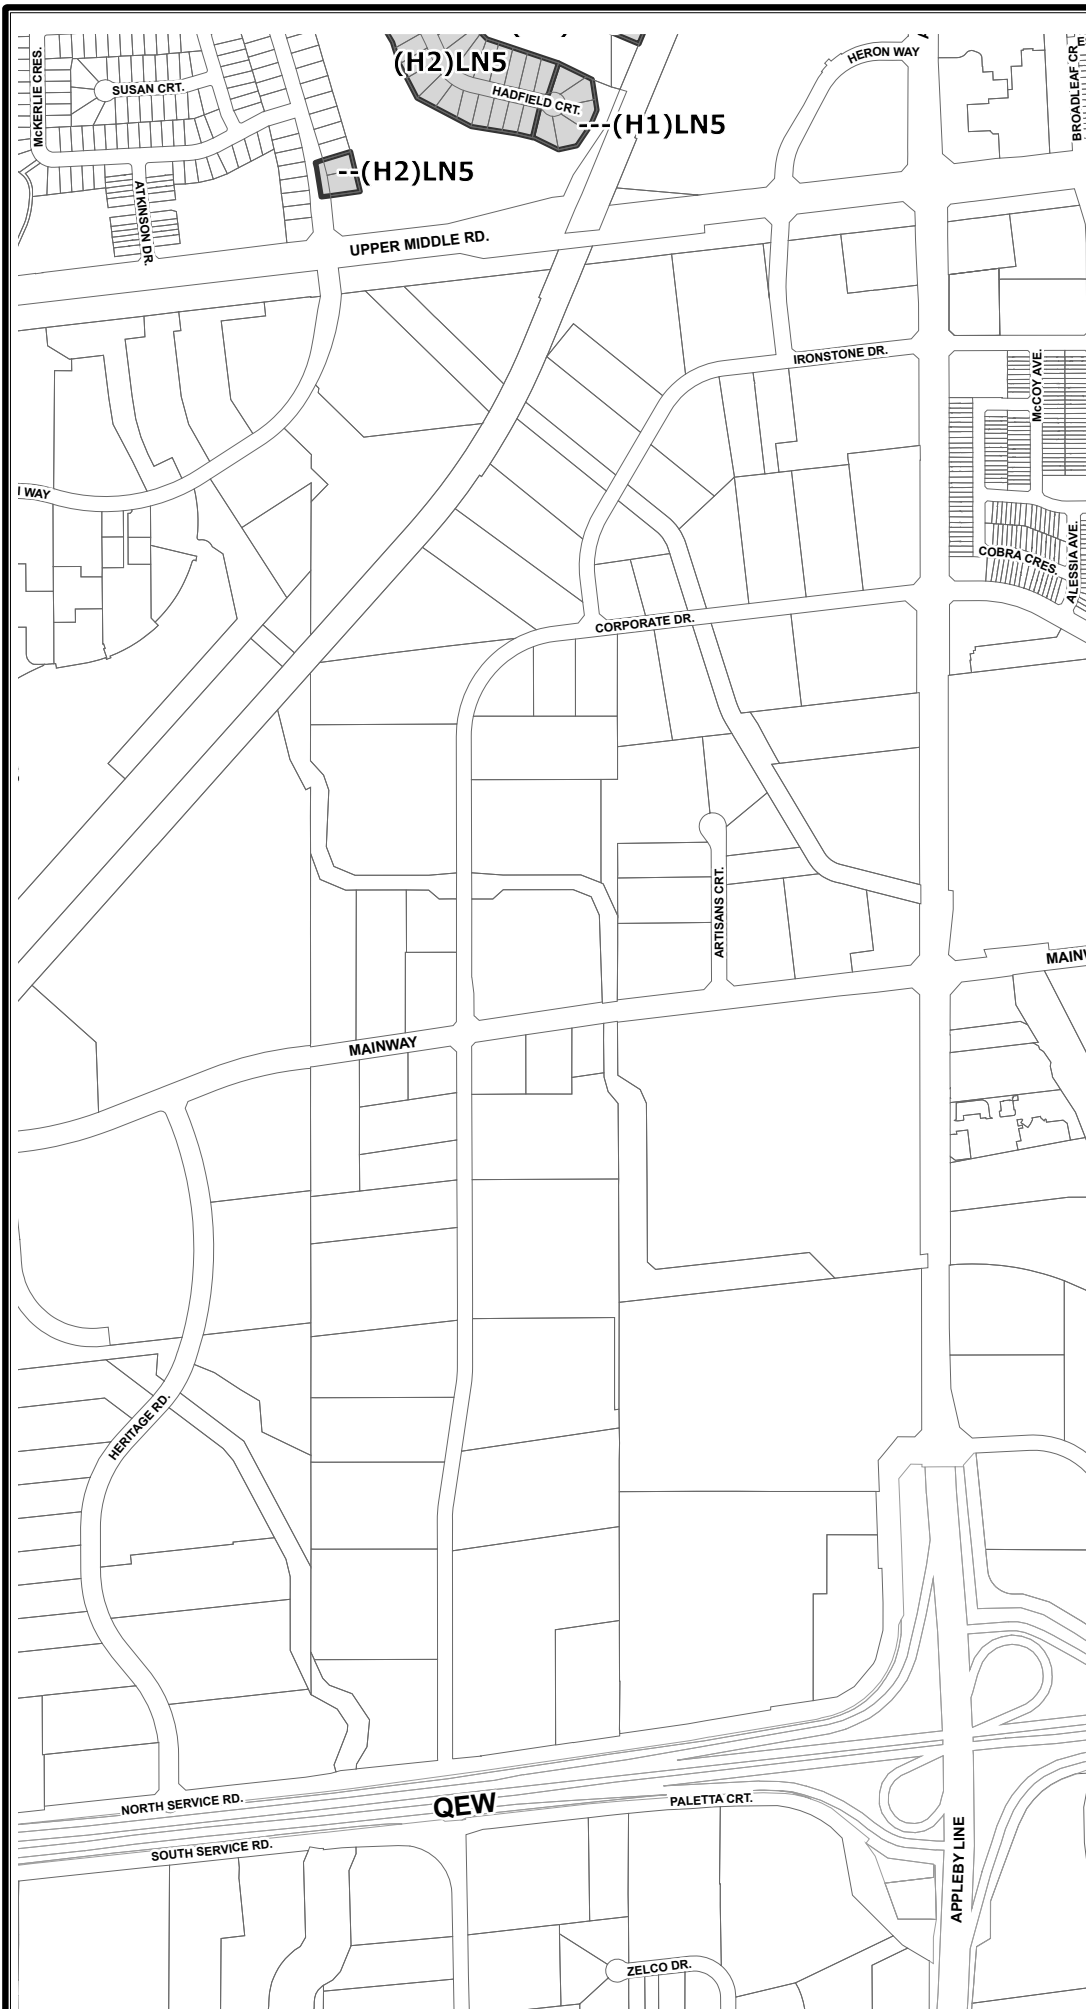 McKERLIE CRES.
SUSAN CRT.
(H2)LN5
HADFIELD CRT.
---(H1)LN5
HERON WAY
BROADLEAF CR
--(H2)LN5
ATKINSON DR.
UPPER MIDDLE RD.
IRONSTONE DR.
McCOY AVE.
WAY
COBRA CRES.
ALESSIA AVE.
CORPORATE DR.
ARTISANS CRT.
MAINW
MAINWAY
HERITAGE RD.
NORTH SERVICE RD.
QEW
PALETTA CRT.
SOUTH SERVICE RD.
APPLEBY LINE
ZELCO DR.